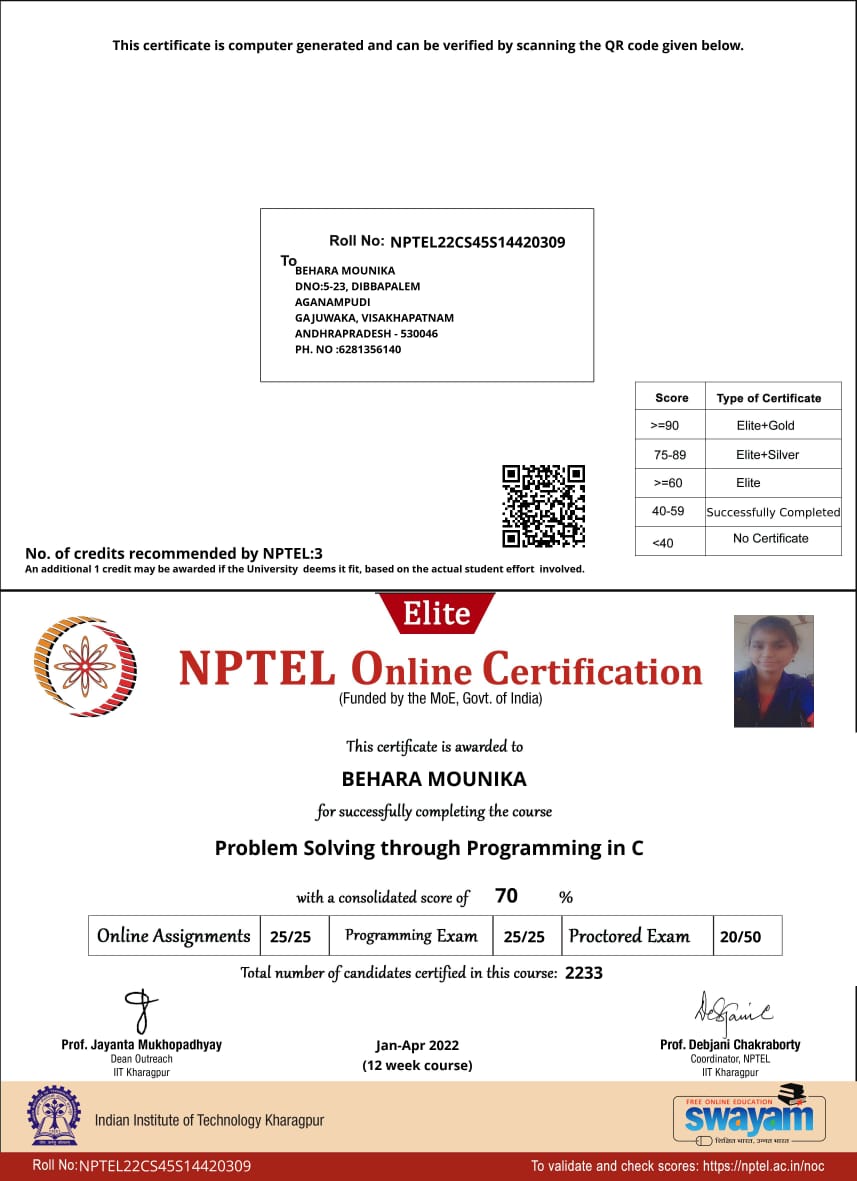 This certificate is computer generated and can be verified by scanning the QR code given below.
Roll No: NPTEL22CS45S14420309
To
BEHARA MOUNIKA
DNO:5-23, DIBBAPALEM
AGANAMPUDI
GAJUWAKA, VISAKHAPATNAM
ANDHRAPRADESH - 530046
PH. NO :6281356140
Score Type of Certificate
>=90 Elite+Gold
75-89 Elite+Silver
>=60 Elite
40-59 Successfully Completed
<40 No Certificate
No. of credits recommended by NPTEL:3
An additional 1 credit may be awarded if the University deems it fit, based on the actual student effort involved.
Elite
NPTEL Online Certification
(Funded by the MoE, Govt. of India)
This certificate is awarded to
BEHARA MOUNIKA
for successfully completing the course
Problem Solving through Programming in C
with a consolidated score of 70 %
Online Assignments 25/25 Programming Exam 25/25 Proctored Exam 20/50
Total number of candidates certified in this course: 2233
Prof. Jayanta Mukhopadhyay
Dean Outreach
IIT Kharagpur
Jan-Apr 2022
(12 week course)
Prof. Debjani Chakraborty
Coordinator, NPTEL
IIT Kharagpur
Indian Institute of Technology Kharagpur
FREE ONLINE EDUCATION
swayam
शिक्षित भारत, उन्नत भारत
Roll No:NPTEL22CS45S14420309
To validate and check scores: https://nptel.ac.in/noc